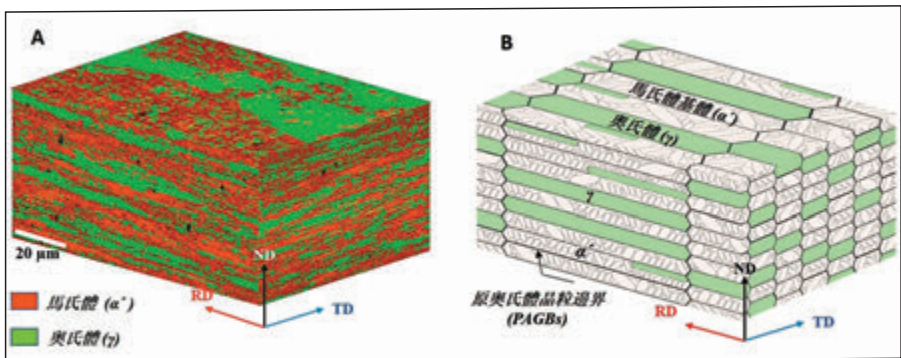 A
20 μm
ND
RD
TD
馬氏體 (α´)
奧氏體 (γ)
B
馬氏體基體 (α´)
奧氏體 (γ)
γ
α´
ND
原奧氏體晶粒邊界
(PAGBs)
RD
TD